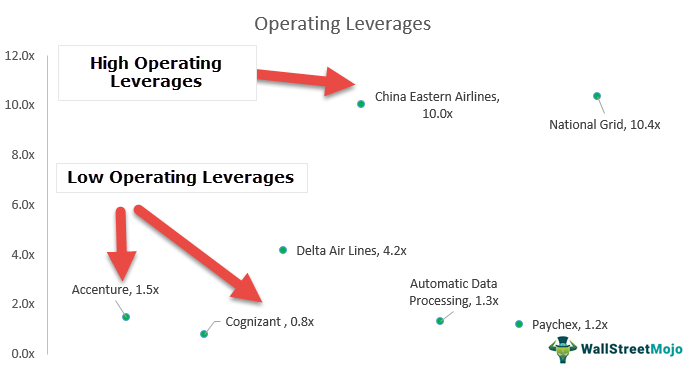 Operating Leverages
12.0x
10.0x
8.0x
6.0x
4.0x
2.0x
0.0x
High Operating
Leverages
China Eastern Airlines,
10.0x
National Grid, 10.4x
Low Operating Leverages
Delta Air Lines, 4.2x
Accenture, 1.5x
Cognizant , 0.8x
Automatic Data
Processing, 1.3x
Paychex, 1.2x
WallStreetMojo